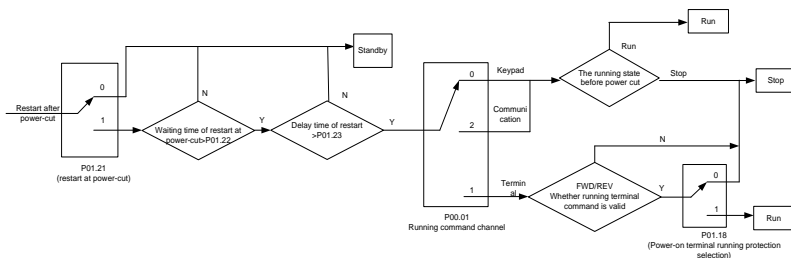 Restart after
power-cut
0
1
P01.21
(restart at power-cut)
Waiting time of restart at
power-cut>P01.22
N
Y
Delay time of restart
>P01.23
N
Y
Standby
0
Keypad
Communi
cation
2
1
Termin
al
P00.01
Running command channel
The running state
before power cut
Run
Run
Stop
Stop
FWD/REV
Whether running terminal
command is valid
N
Y
0
1
Run
P01.18
(Power-on terminal running protection
selection)